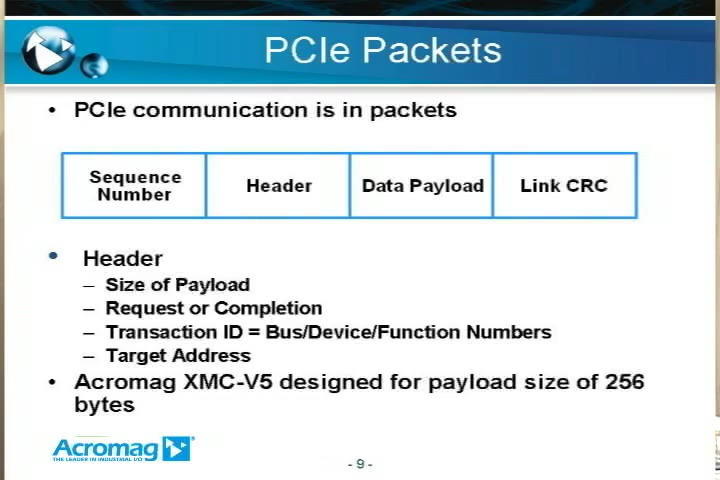 PCIe Packets
• PCIe communication is in packets
Sequence Number
Header
Data Payload
Link CRC
• Header
– Size of Payload
– Request or Completion
– Transaction ID = Bus/Device/Function Numbers
– Target Address
• Acromag XMC-V5 designed for payload size of 256
bytes
Acromag
THE LEADER IN INDUSTRIAL I/O
- 9 -